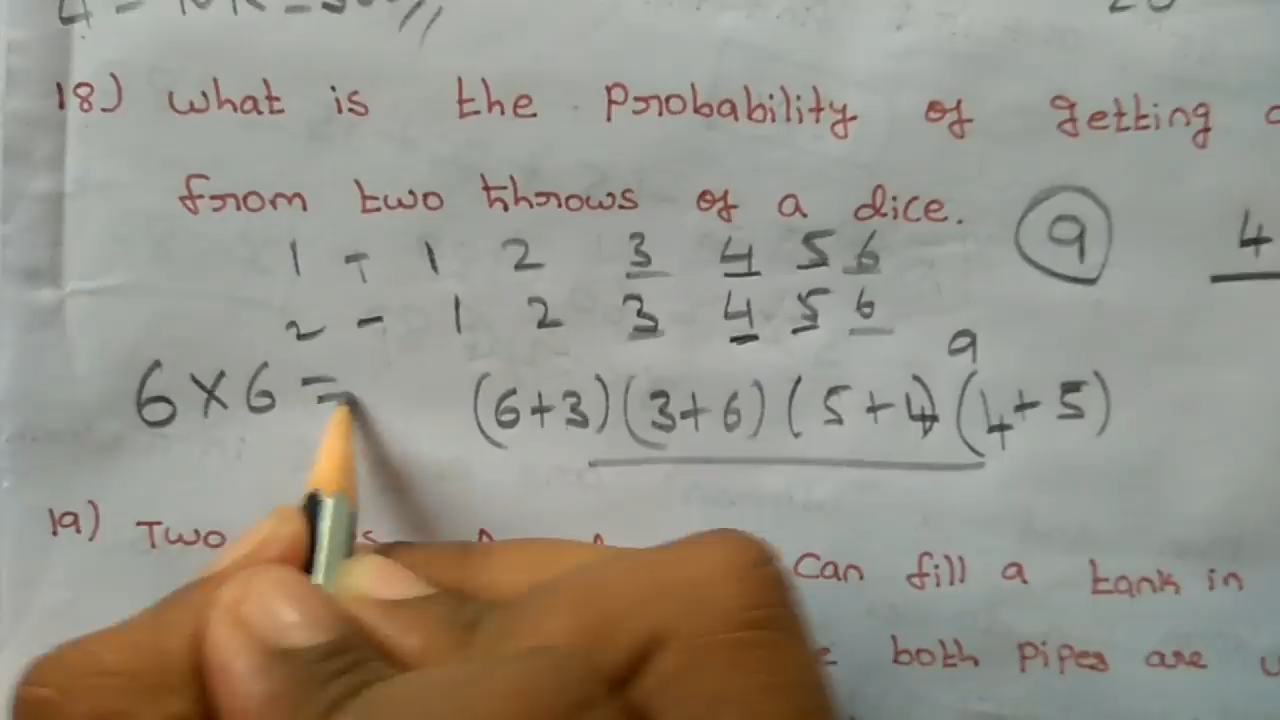 18) What is the Probability of getting
from two throws of a dice. 9 4
1 - 1 2 3 4 5 6
2 - 1 2 3 4 5 6
9
6 × 6 = (6+3) (3+6) (5+4) (4+5)
19) Two can fill a tank in
both pipes are